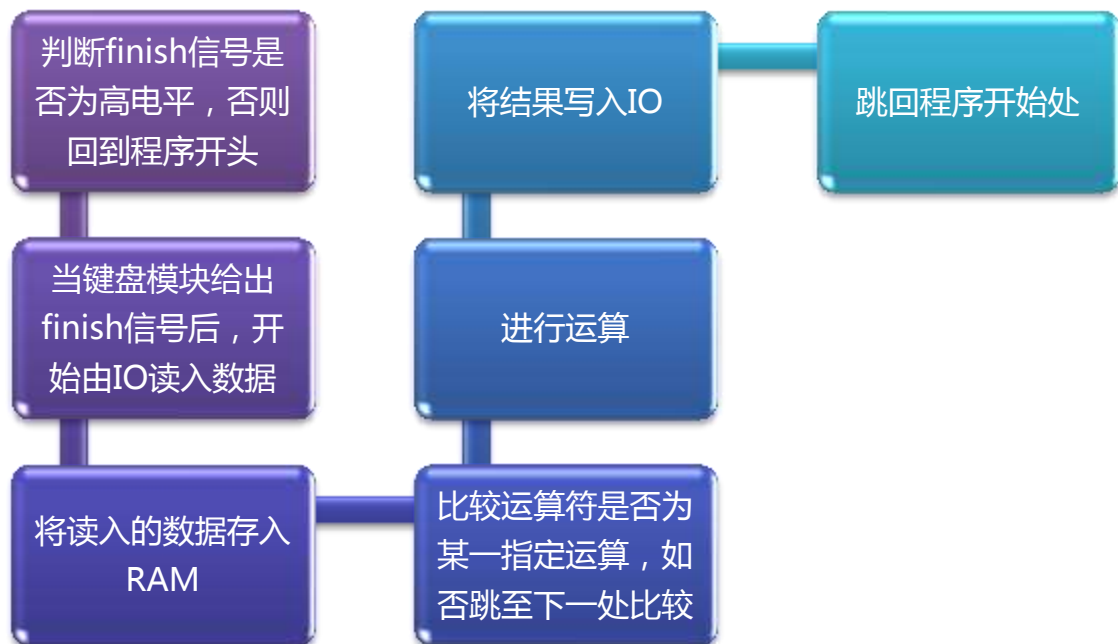 判断finish信号是
否为高电平，否则
回到程序开头
当键盘模块给出
finish信号后，开
始由IO读入数据
将读入的数据存入
RAM
比较运算符是否为
某一指定运算，如
否跳至下一处比较
进行运算
将结果写入IO
跳回程序开始处